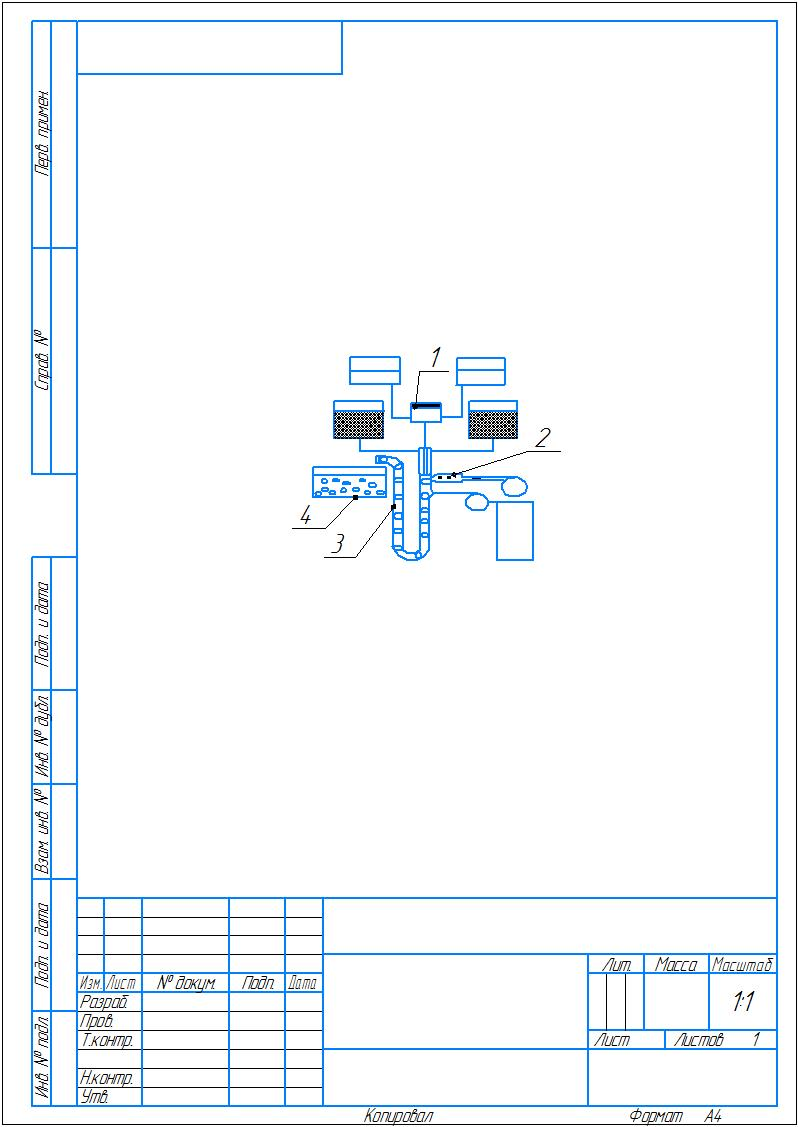 Перв. примен.
Справ. №
Подп. и дата
Инв. № дубл.
Взам. инв. №
Подп. и дата
Инв. № подл.
1
2
3
4
Лит.
Масса
Масштаб
Изм.
Лист
№ докум.
Подп.
Дата
1:1
Разраб.
Пров.
Т.контр.
Лист
Листов 1
Н.контр.
Утв.
Копировал
Формат А4